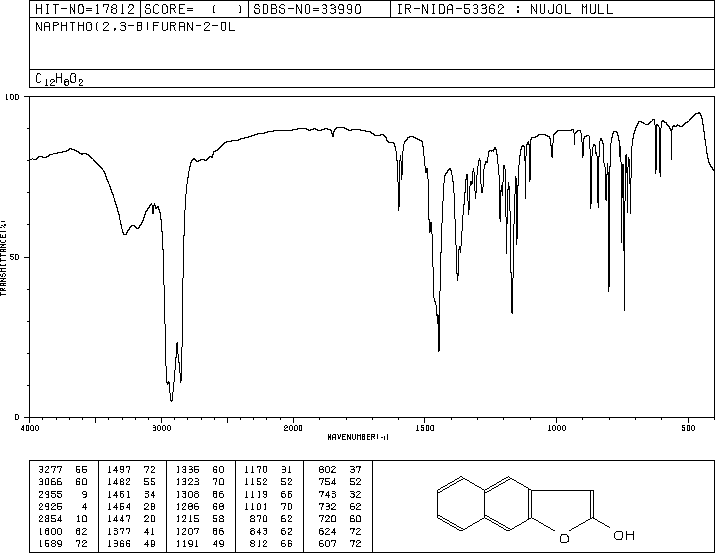 HIT-NO=17812 SCORE= ( ) SDBS-NO=33990 IR-NIDA-53362 : NUJOL MULL
NAPHTHO(2,3-B)FURAN-2-OL
C12H8O2
100
50
0
TRANSMITTANCE(%)
4000 3000 2000 1500 1000 500
WAVENUMBER(-1)
3277 55 1497 72 1336 60 1170 31 802 37
3066 60 1482 55 1323 70 1152 52 754 52
2955 9 1461 34 1308 66 1119 66 743 32
2925 4 1454 28 1286 68 1101 70 732 62
2854 10 1447 20 1215 58 870 62 720 60
1600 62 1377 41 1207 66 843 62 624 72
1589 72 1366 49 1191 49 812 66 607 72
O
OH